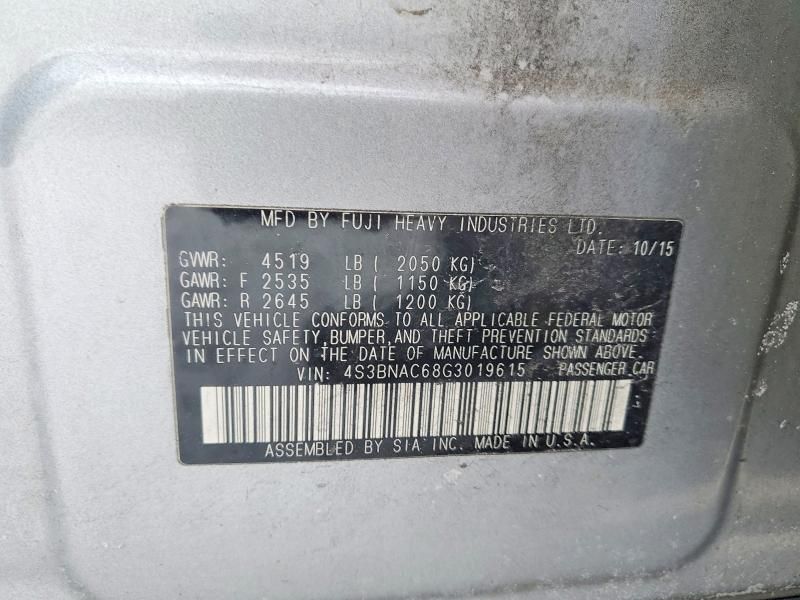 MFD BY FUJI HEAVY INDUSTRIES LTD.
DATE: 10/15
GVWR: 4519 LB ( 2050 KG)
GAWR: F 2535 LB ( 1150 KG)
GAWR: R 2645 LB ( 1200 KG)
THIS VEHICLE CONFORMS TO ALL APPLICABLE FEDERAL MOTOR
VEHICLE SAFETY, BUMPER, AND THEFT PREVENTION STANDARDS
IN EFFECT ON THE DATE OF MANUFACTURE SHOWN ABOVE.
VIN: 4S3BNAC68G3019615 PASSENGER CAR
ASSEMBLED BY SIA INC. MADE IN U.S.A.